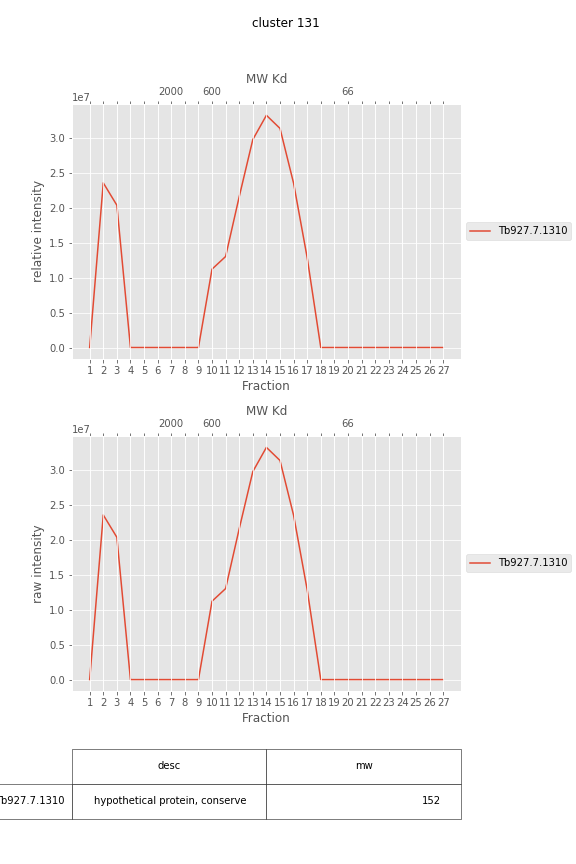 cluster 131
MW Kd
2000 600 66
1e7
3.0
2.5
2.0
1.5
1.0
0.5
0.0
relative intensity
Tb927.7.1310
1 2 3 4 5 6 7 8 9 10 11 12 13 14 15 16 17 18 19 20 21 22 23 24 25 26 27
Fraction
MW Kd
2000 600 66
1e7
3.0
2.5
2.0
1.5
1.0
0.5
0.0
raw intensity
Tb927.7.1310
1 2 3 4 5 6 7 8 9 10 11 12 13 14 15 16 17 18 19 20 21 22 23 24 25 26 27
Fraction
desc mw
b927.7.1310 hypothetical protein, conserve 152